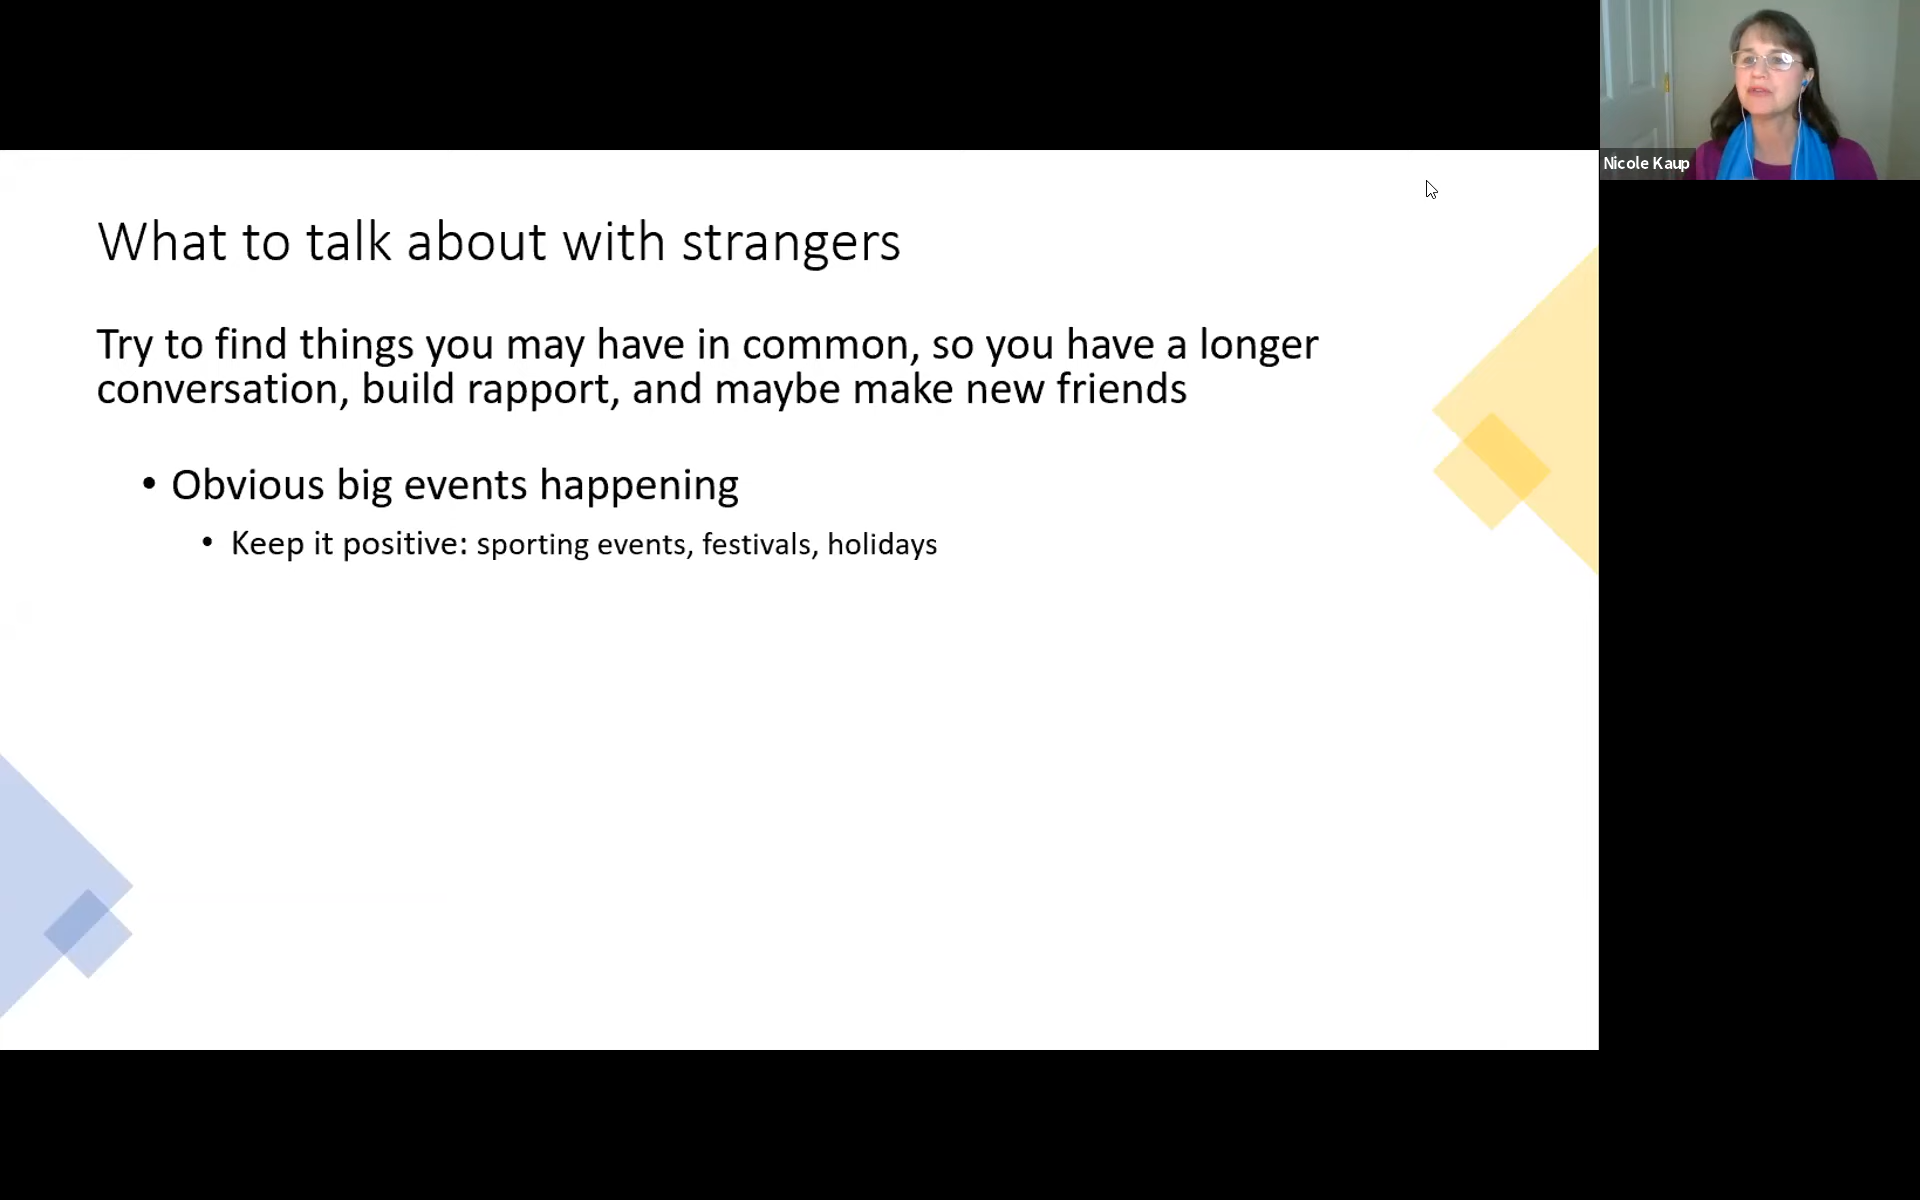 What to talk about with strangers
Try to find things you may have in common, so you have a longer
conversation, build rapport, and maybe make new friends
• Obvious big events happening
• Keep it positive: sporting events, festivals, holidays
Nicole Kaup